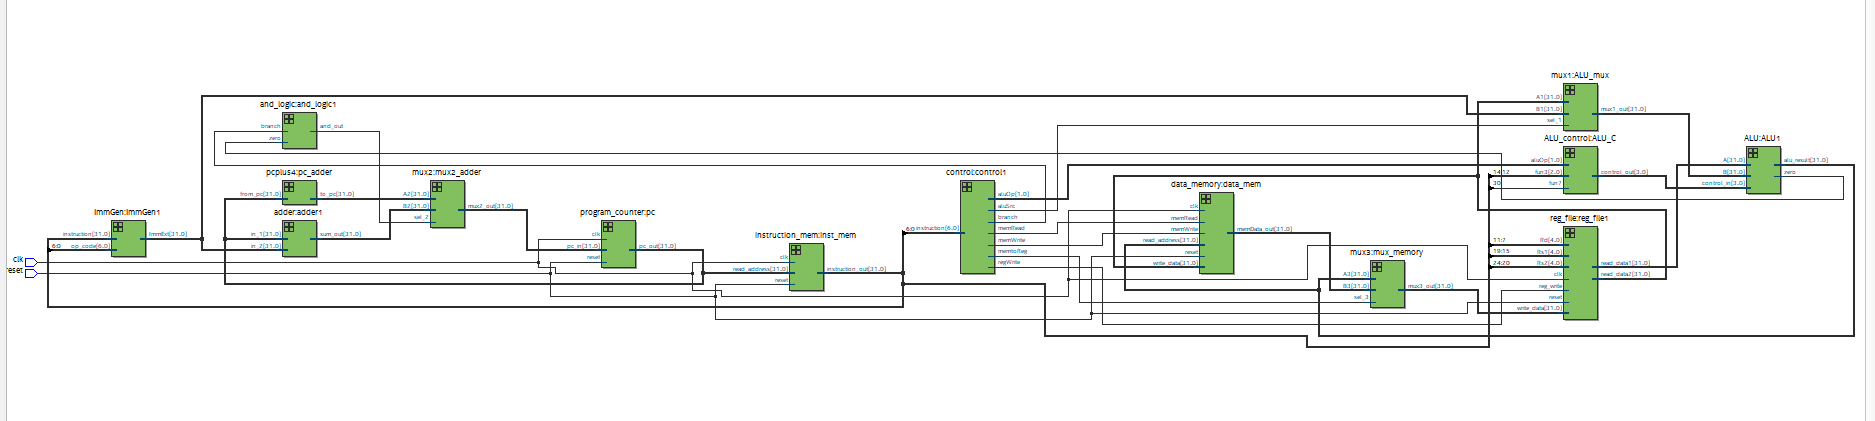 clk
reset
ImmGen:ImmGen1
instruction[31.0]
6:0
op_code[6.0]
ImmExt[31.0]
and_logic:and_logic1
branch
zero
and_out
pcplus4:pc_adder
from_pc[31.0]
to_pc[31.0]
adder:adder1
in_1[31.0]
in_2[31.0]
sum_out[31.0]
mux2:mux2_adder
A2[31.0]
B2[31.0]
sel_2
mux2_out[31.0]
program_counter:pc
clk
pc_in[31.0]
reset
pc_out[31.0]
instruction_mem:inst_mem
clk
read_address[31.0]
reset
instruction_out[31.0]
control:control1
6:0
instruction[6.0]
aluOp[1.0]
aluSrc
branch
memRead
memWrite
memtoReg
regWrite
data_memory:data_mem
clk
memRead
memWrite
read_address[31.0]
reset
write_data[31.0]
memData_out[31.0]
mux3:mux_memory
A3[31.0]
B3[31.0]
sel_3
mux3_out[31.0]
mux1:ALU_mux
A1[31.0]
B1[31.0]
sel_1
mux1_out[31.0]
ALU_control:ALU_C
aluOp[1.0]
14:12
fun3[2.0]
30
fun7
control_out[3.0]
reg_file:reg_file1
11:7
Rd[4.0]
19:15
Rs1[4.0]
24:20
Rs2[4.0]
clk
reg_write
reset
write_data[31.0]
read_data1[31.0]
read_data2[31.0]
ALU:ALU1
A[31.0]
B[31.0]
control_in[3.0]
alu_result[31.0]
zero